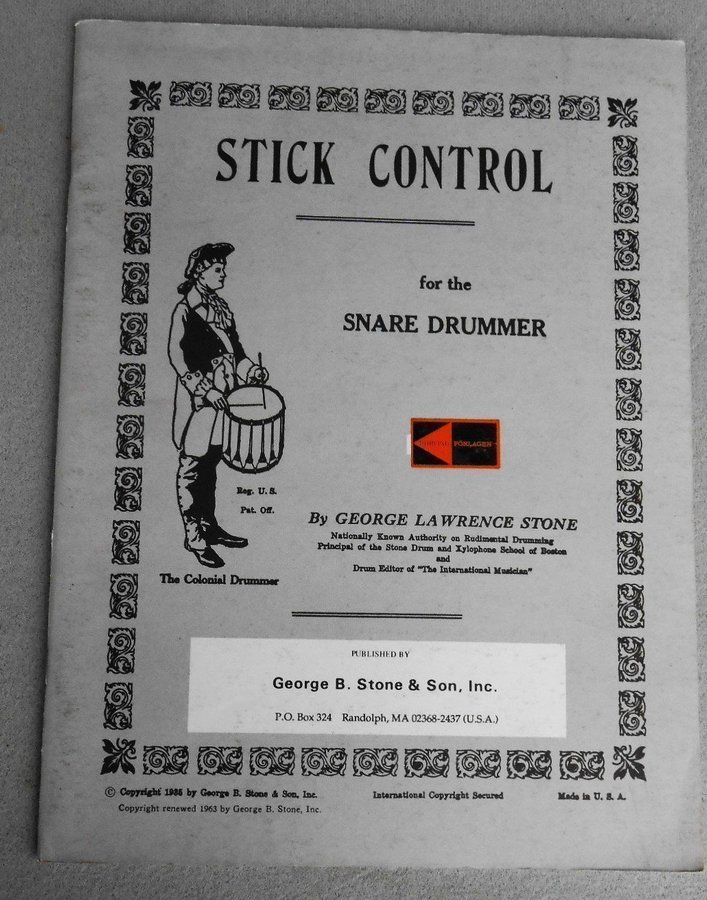 STICK CONTROL
for the
SNARE DRUMMER
FÖRLAGEN
Reg. U. S.
Pat. Off.
The Colonial Drummer
By GEORGE LAWRENCE STONE
Nationally Known Authority on Rudimental Drumming
Principal of the Stone Drum and Xylophone School of Boston
and
Drum Editor of "The International Musician"
PUBLISHED BY
George B. Stone & Son, Inc.
P.O. Box 324 Randolph, MA 02368-2437 (U.S.A.)
© Copyright 1935 by George B. Stone & Son, Inc. International Copyright Secured Made in U. S. A.
Copyright renewed 1963 by George B. Stone, Inc.